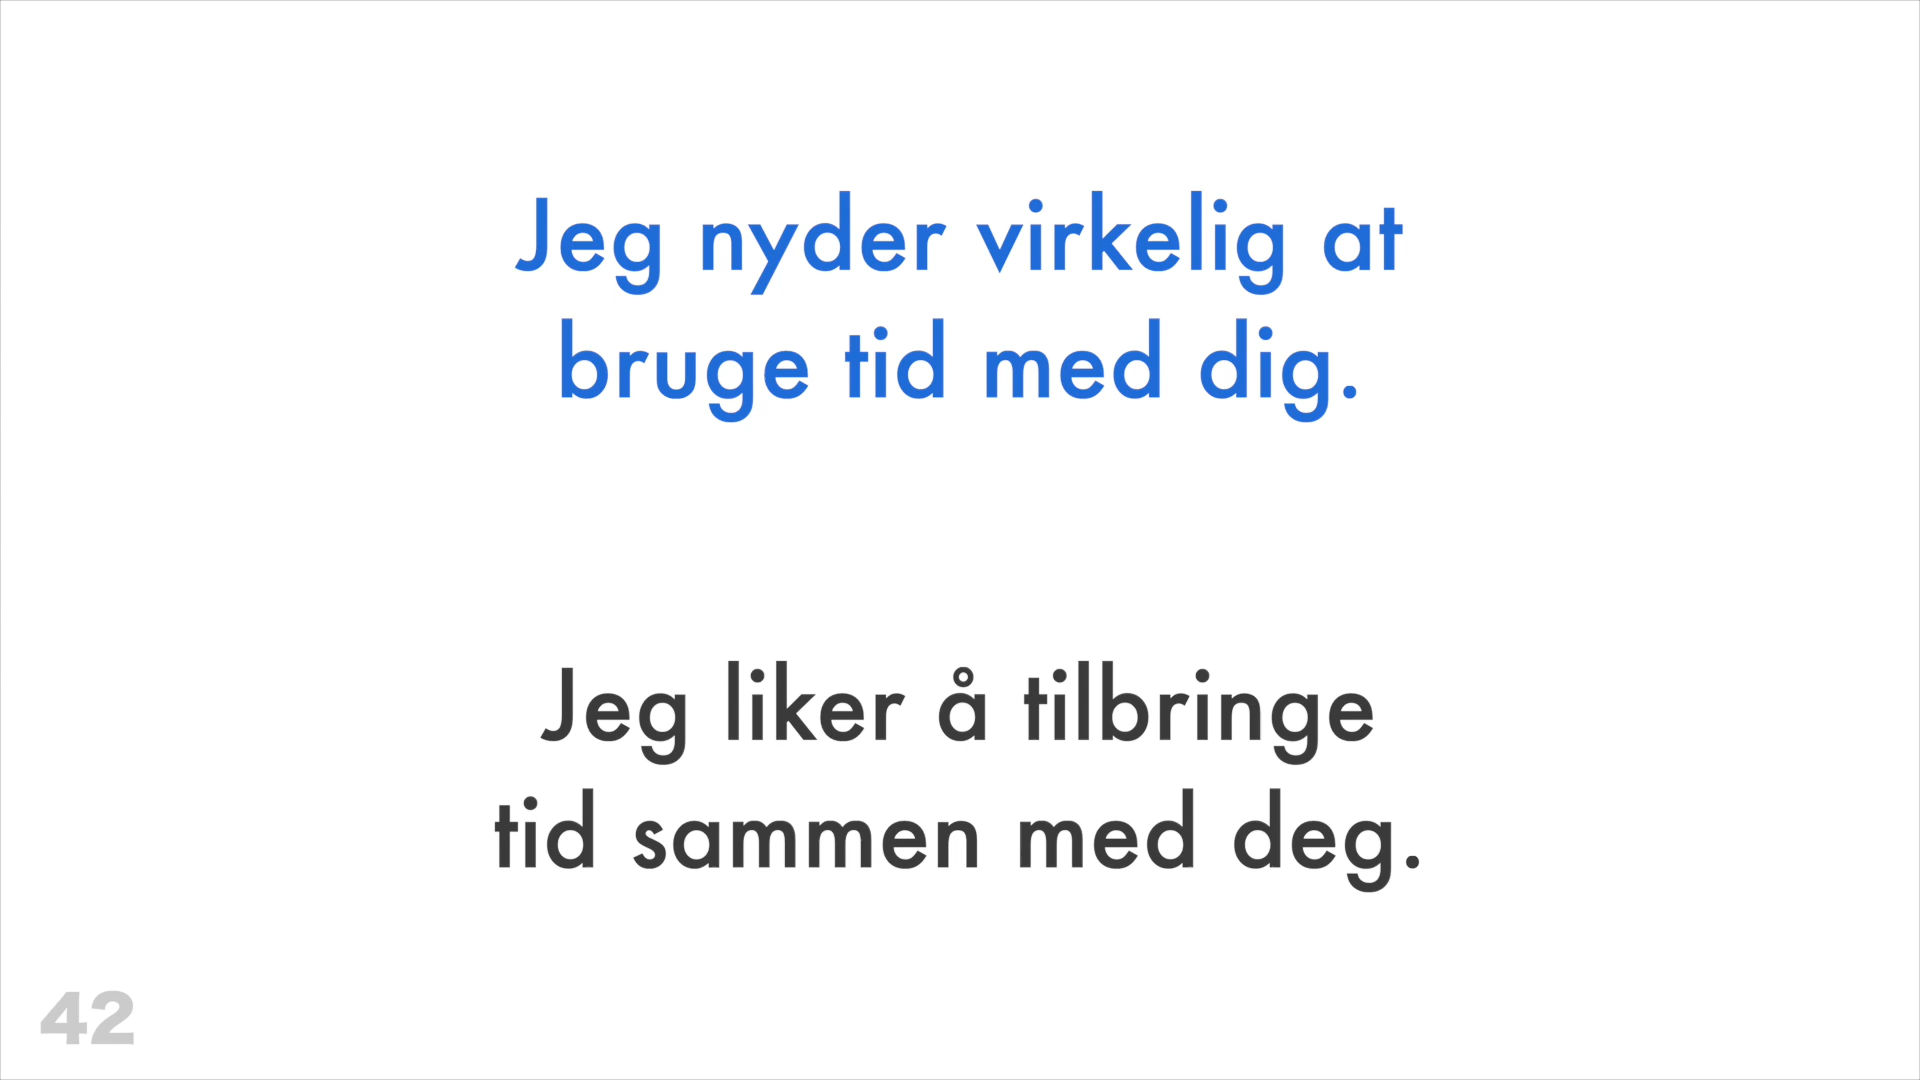 Jeg nyder virkelig at
bruge tid med dig.
Jeg liker å tilbringe
tid sammen med deg.
42